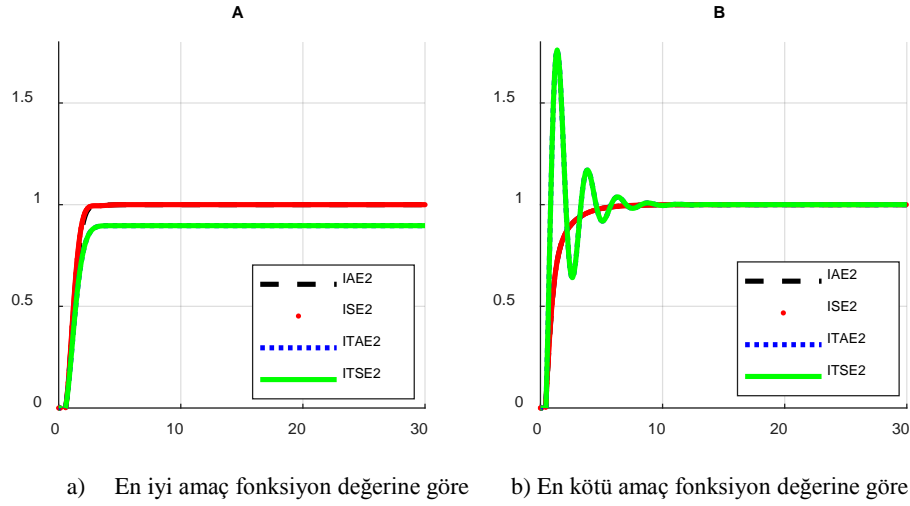 A
B
1.5
1
0.5
0
0
10
20
30
IAE2
ISE2
ITAE2
ITSE2
1.5
1
0.5
0
0
10
20
30
IAE2
ISE2
ITAE2
ITSE2
a) En iyi amaç fonksiyon değerine göre
b) En kötü amaç fonksiyon değerine göre